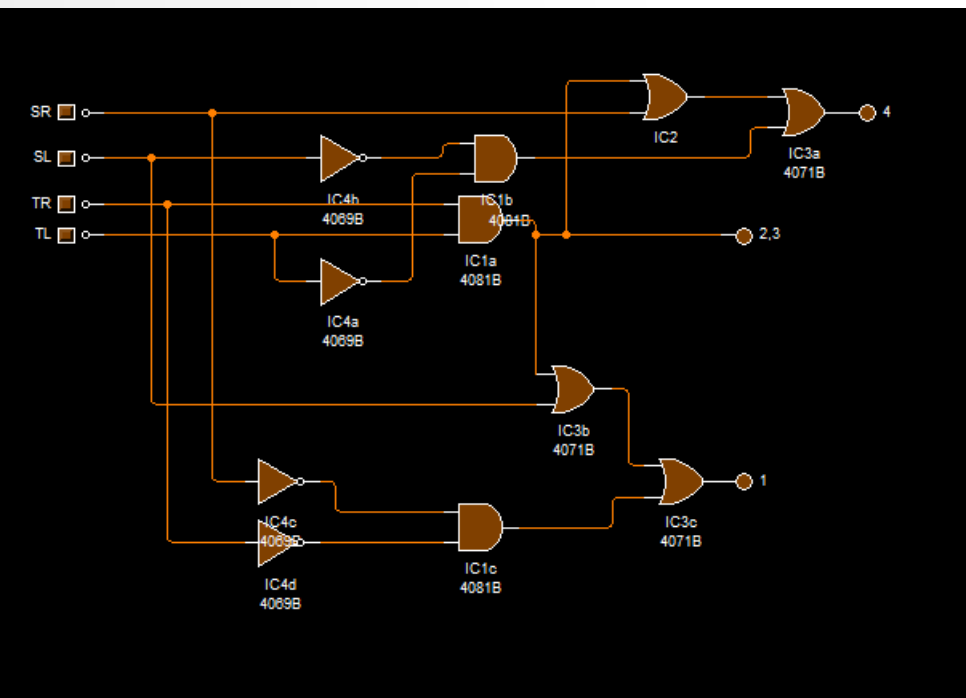 SR
4
IC2
IC3a
4071B
SL
IC4b
4069B
IC1b
4081B
TR
TL
2,3
IC1a
4081B
IC4a
4069B
IC3b
4071B
1
IC4c
4069B
IC3c
4071B
IC1c
4081B
IC4d
4069B